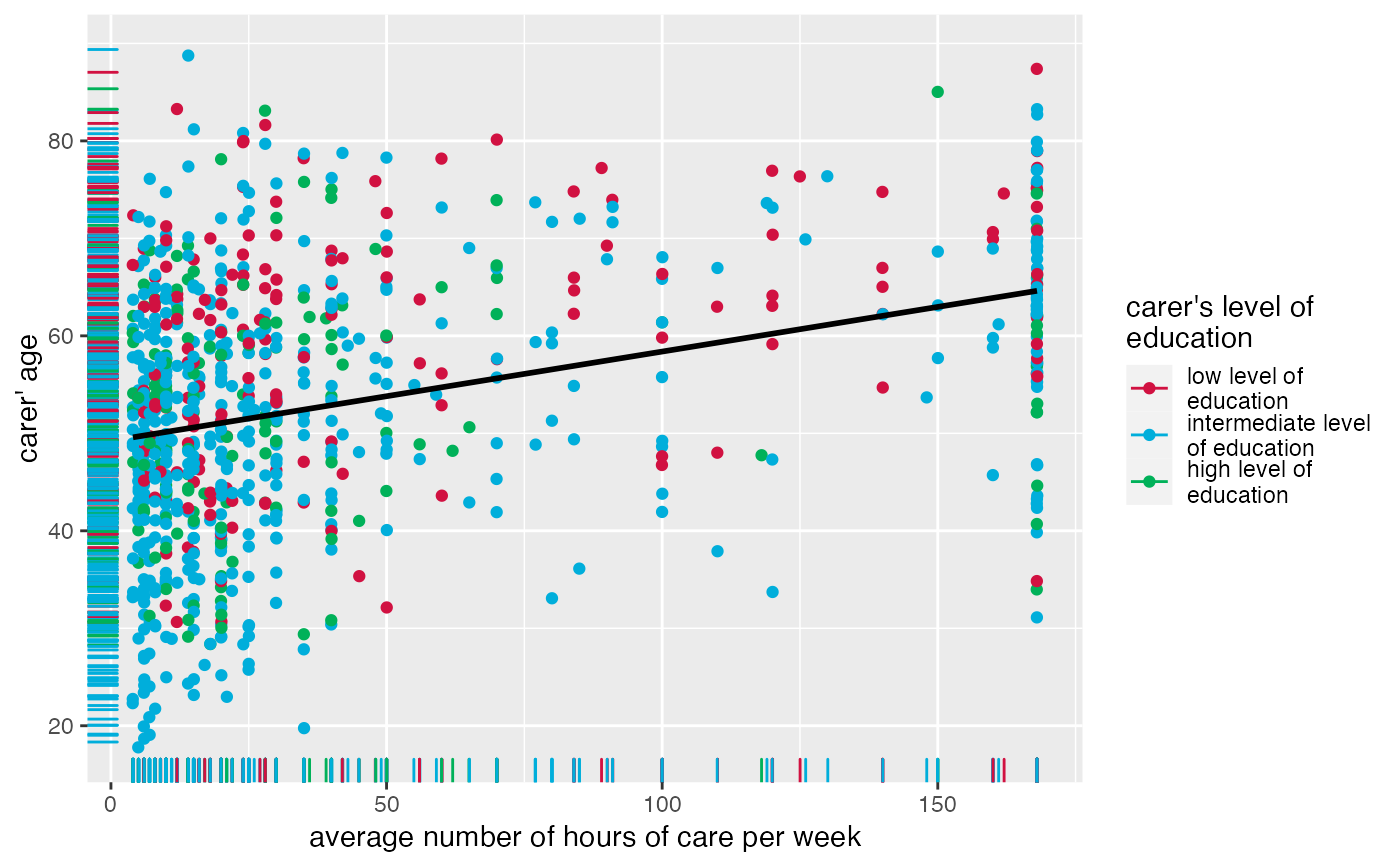 80
60
40
20
0
50
100
150
carer' age
average number of hours of care per week
carer's level of
education
low level of
education
intermediate level
of education
high level of
education